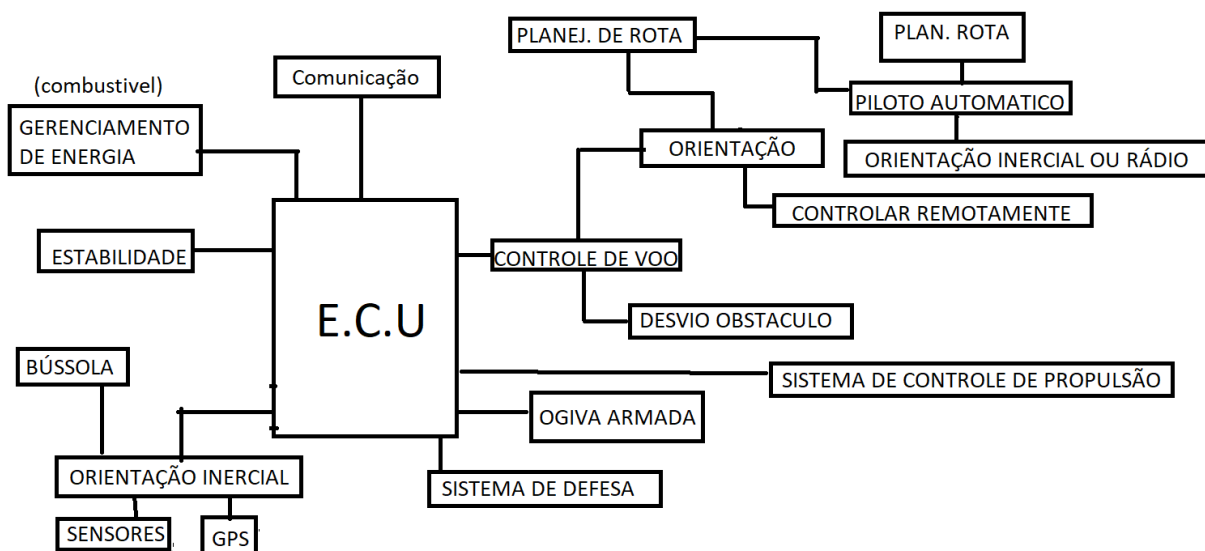 PLANEJ. DE ROTA
PLAN. ROTA
(combustivel)
Comunicação
PILOTO AUTOMATICO
GERENCIAMENTO
DE ENERGIA
ORIENTAÇÃO
ORIENTAÇÃO INERCIAL OU RÁDIO
CONTROLAR REMOTAMENTE
ESTABILIDADE
CONTROLE DE VOO
E.C.U
DESVIO OBSTACULO
BÚSSOLA
SISTEMA DE CONTROLE DE PROPULSÃO
OGIVA ARMADA
ORIENTAÇÃO INERCIAL
SISTEMA DE DEFESA
SENSORES
GPS